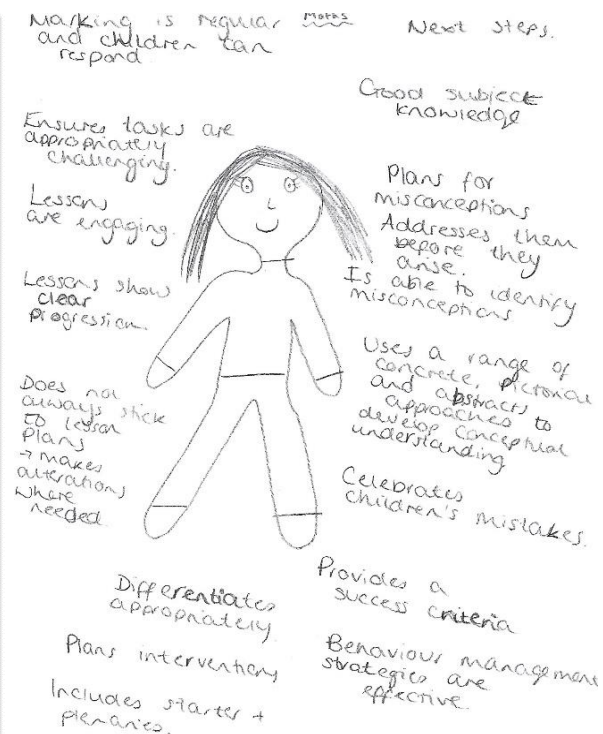 Marking is regular
and children can
respond
Maths
Next steps.
Good subject
knowledge
Ensures tasks are
appropriately
challenging.
Lessons
are engaging.
Lessons show
clear
progression.
Does not
always stick
to lesson
plans
→ makes
alterations
where
needed.
Plans for
misconceptions
Addresses them
before they
arise.
Is able to identify
misconceptions
Uses a range of
concrete, pictorial
and abstracts to
approaches
develop conceptual
understanding
Celebrates
children's mistakes.
Provides a
success criteria
Behaviour management
strategies are
effective.
Differentiates
appropriately
Plans interventions
Includes starter +
plenaries.